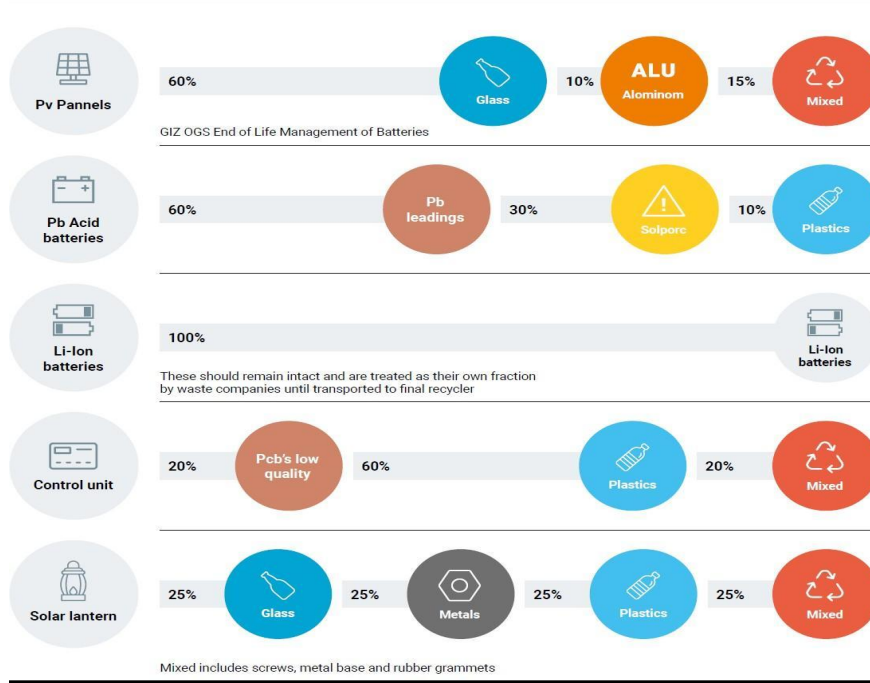 Pv Pannels
60%
Glass
10%
ALU
Alominom
15%
Mixed
GIZ OGS End of Life Management of Batteries
Pb Acid
batteries
60%
Pb
leadings
30%
!
Solporc
10%
Plastics
Li-Ion
batteries
100%
Li-Ion
batteries
These should remain intact and are treated as their own fraction
by waste companies until transported to final recycler
Control unit
20%
Pcb's low
quality
60%
Plastics
20%
Mixed
Solar lantern
25%
Glass
25%
Metals
25%
Plastics
25%
Mixed
Mixed includes screws, metal base and rubber grammets